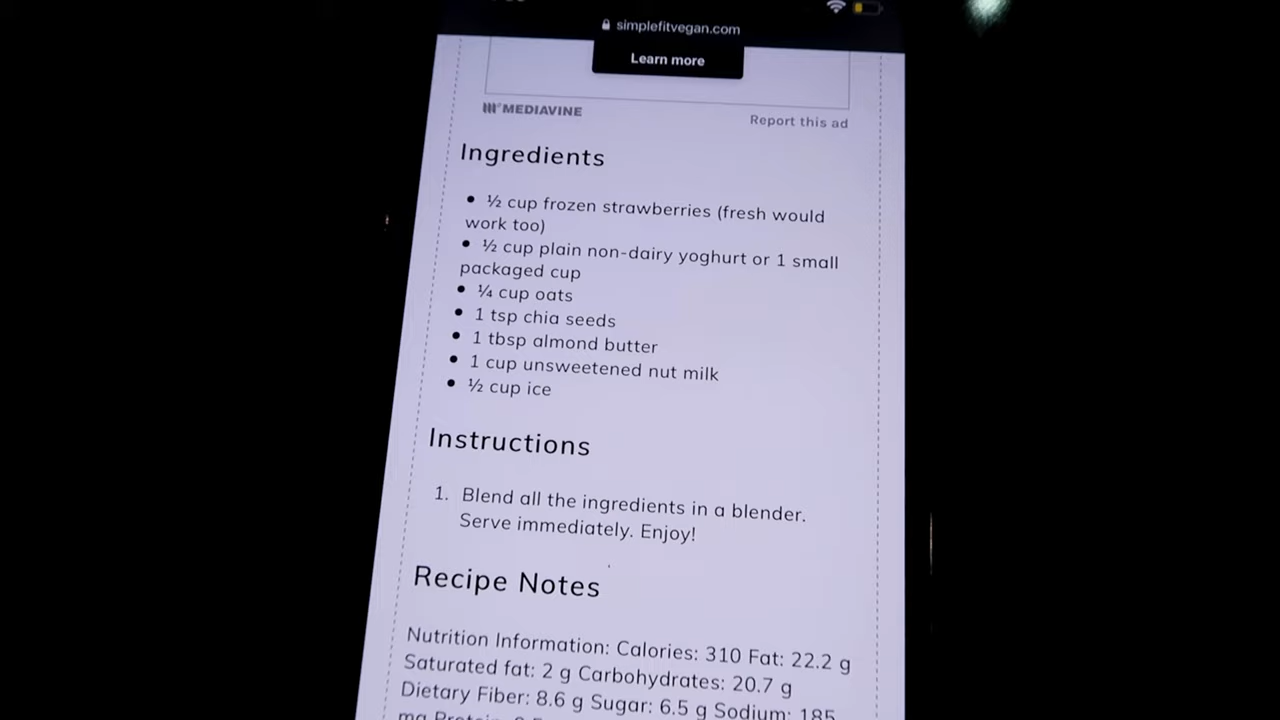 simplefitvegan.com
Learn more
MEDIAVINE
Report this ad
Ingredients
• ½ cup frozen strawberries (fresh would
work too)
• ½ cup plain non-dairy yoghurt or 1 small
packaged cup
• ¼ cup oats
• 1 tsp chia seeds
• 1 tbsp almond butter
• 1 cup unsweetened nut milk
• ½ cup ice
Instructions
1. Blend all the ingredients in a blender.
Serve immediately. Enjoy!
Recipe Notes
Nutrition Information: Calories: 310 Fat: 22.2 g
Saturated fat: 2 g Carbohydrates: 20.7 g
Dietary Fiber: 8.6 g Sugar: 6.5 g Sodium: 185
mg Protein: